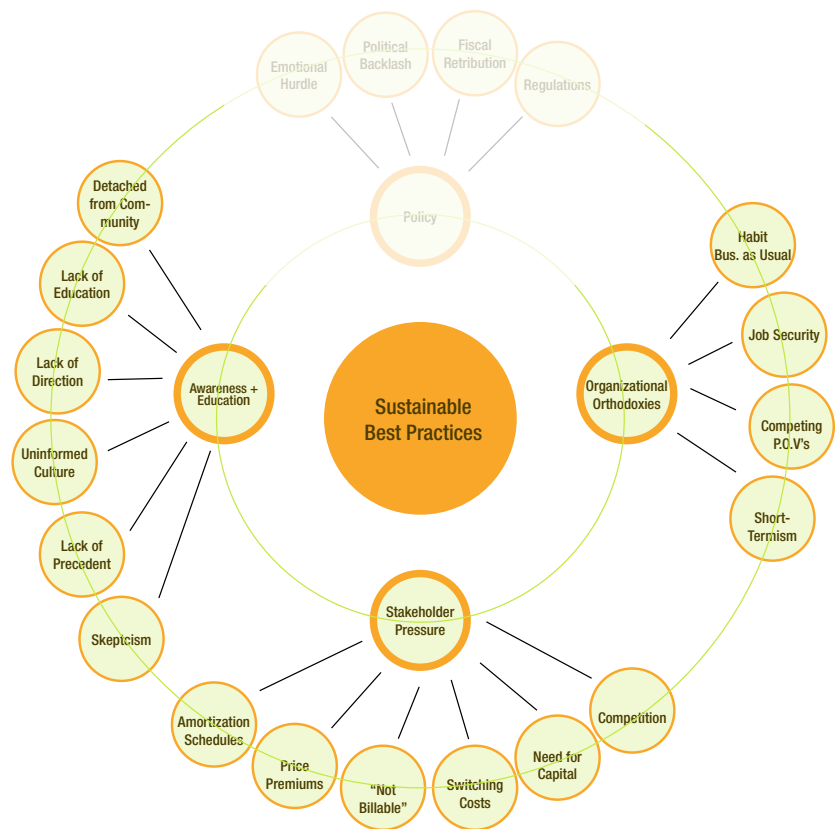 Emotional
Hurdle
Political
Backlash
Fiscal
Retribution
Regulations
Policy
Detached
from Com-
munity
Lack of
Education
Lack of
Direction
Uninformed
Culture
Lack of
Precedent
Skeptcism
Awareness +
Education
Sustainable
Best Practices
Organizational
Orthodoxies
Habit
Bus. as Usual
Job Security
Competing
P.O.V's
Short-
Termism
Stakeholder
Pressure
Amortization
Schedules
Price
Premiums
“Not
Billable”
Switching
Costs
Need for
Capital
Competition